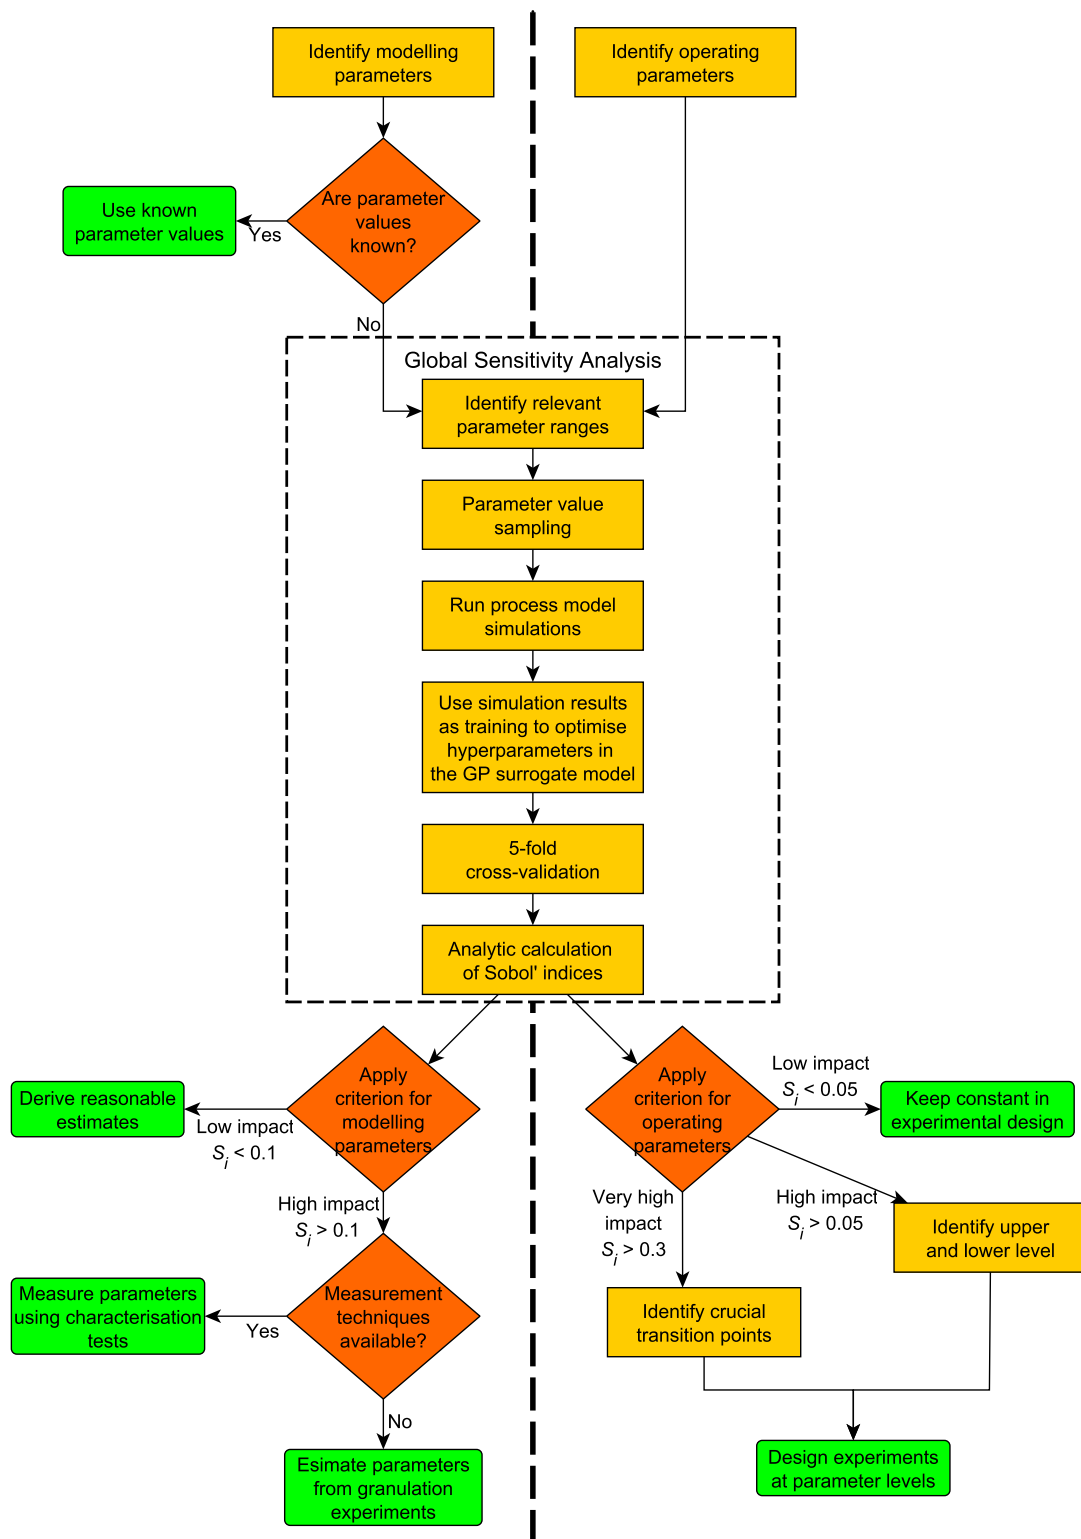 Identify modelling
parameters
Identify operating
parameters
Are parameter
values
known?
Use known
parameter values
Yes
No
Global Sensitivity Analysis
Identify relevant
parameter ranges
Parameter value
sampling
Run process model
simulations
Use simulation results
as training to optimise
hyperparameters in
the GP surrogate model
5-fold
cross-validation
Analytic calculation
of Sobol' indices
Apply
criterion for
modelling
parameters
Derive reasonable
estimates
Low impact
S_i < 0.1
High impact
S_i > 0.1
Measurement
techniques
available?
Measure parameters
using characterisation
tests
Yes
No
Esimate parameters
from granulation
experiments
Apply
criterion for
operating
parameters
Low impact
S_i < 0.05
Keep constant in
experimental design
High impact
S_i > 0.05
Identify upper
and lower level
Very high
impact
S_i > 0.3
Identify crucial
transition points
Design experiments
at parameter levels